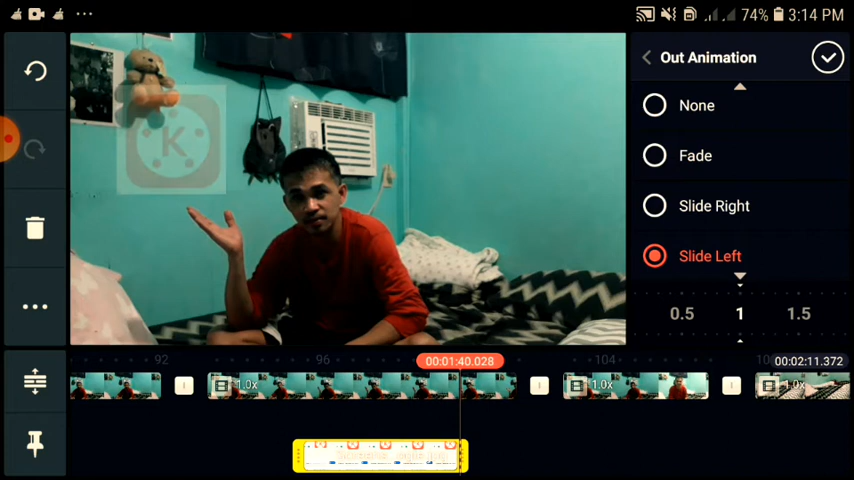 74% 3:14 PM
Out Animation
None
Fade
Slide Right
Slide Left
0.5 1 1.5
K
92 96 00:01:40.028 104 00:02:11.372
1.0x 1.0x 1.0x